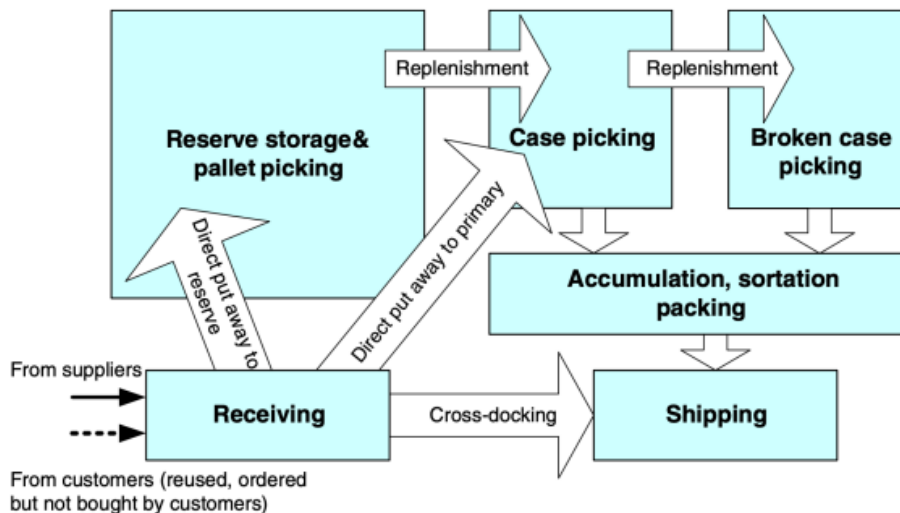 Replenishment
Replenishment
Reserve storage&
pallet picking
Case picking
Broken case
picking
Direct put away to
reserve
Direct put away to primary
Accumulation, sortation
packing
From suppliers
Receiving
Cross-docking
Shipping
From customers (reused, ordered
but not bought by customers)